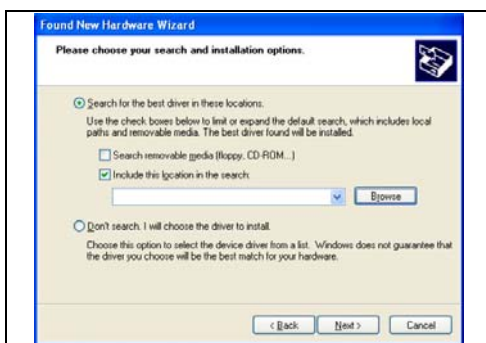 Found New Hardware Wizard
Please choose your search and installation options.
Search for the best driver in these locations.
Use the check boxes below to limit or expand the default search, which includes local
paths and removable media. The best driver found will be installed.
Search removable media (floppy, CD-ROM...)
Include this location in the search:
Browse
Don't search. I will choose the driver to install.
Choose this option to select the device driver from a list. Windows does not guarantee that
the driver you choose will be the best match for your hardware.
< Back Next > Cancel